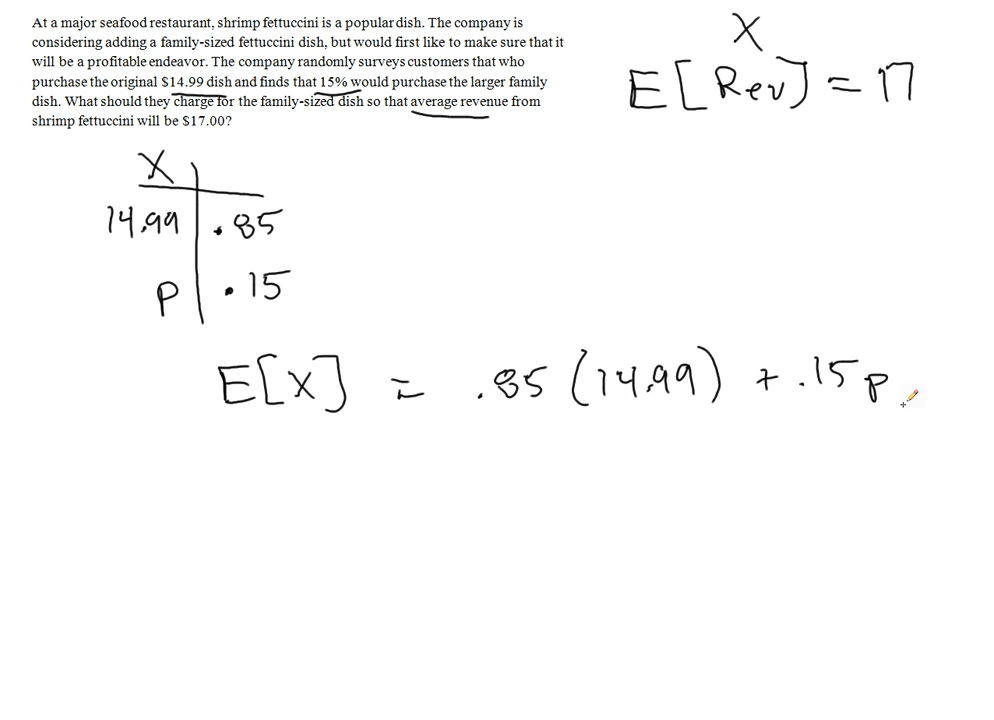 At a major seafood restaurant, shrimp fettuccini is a popular dish. The company is
considering adding a family-sized fettuccini dish, but would first like to make sure that it
will be a profitable endeavor. The company randomly surveys customers that who
purchase the original $14.99 dish and finds that 15% would purchase the larger family
dish. What should they charge for the family-sized dish so that average revenue from
shrimp fettuccini will be $17.00?
X
E[Rev] = 17
X
14.99 .85
P .15
E[X] = .85(14.99) + .15P